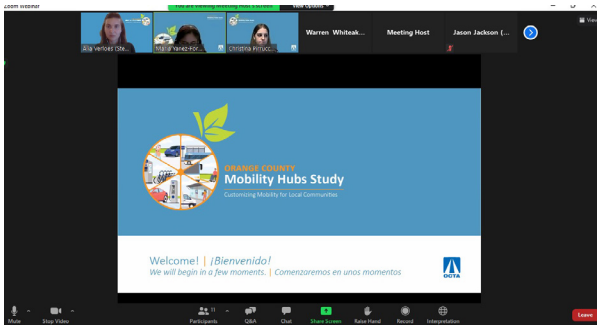 Zoom Webinar
You are viewing Meeting Host's screen
View Options
View
Alia Verloes (Ste...
Maria Yanez-For...
Christina Pirrucc...
Warren Whiteak...
Meeting Host
Jason Jackson (...
ORANGE COUNTY
Mobility Hubs Study
Customizing Mobility for Local Communities
Welcome! | ¡Bienvenido!
We will begin in a few moments. | Comenzaremos en unos momentos
OCTA
Mute
Stop Video
Participants
11
Q&A
Chat
Share Screen
Raise Hand
Record
Interpretation
Leave